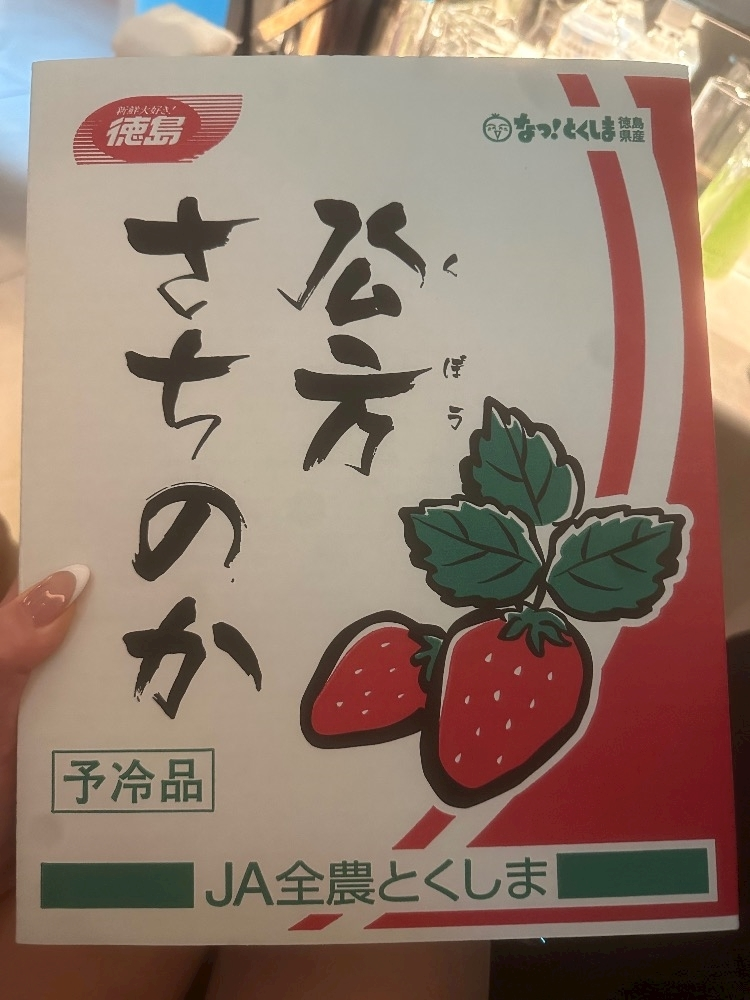 新鮮大好き!
徳島
なっ!とくしま
徳島
県産
公方
くぼう
さちのか
予冷品
JA全農とくしま